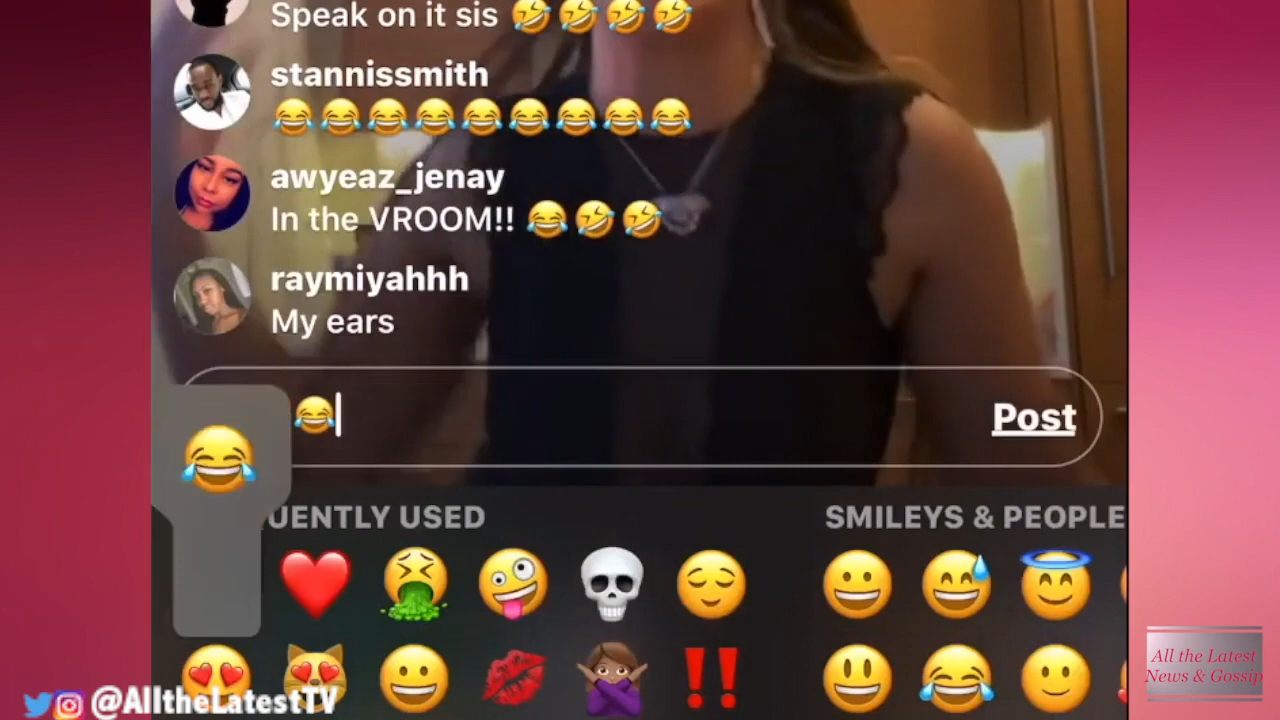 Speak on it sis 🤣🤣🤣🤣
stannissmith
😂😂😂😂😂😂😂😂😂
awyeaz_jenay
In the VROOM!! 😂🤣🤣
raymiyahhh
My ears
😂
Post
UENTLY USED
SMILEYS & PEOPLE
@AlltheLatestTV
All the Latest
News & Gossip